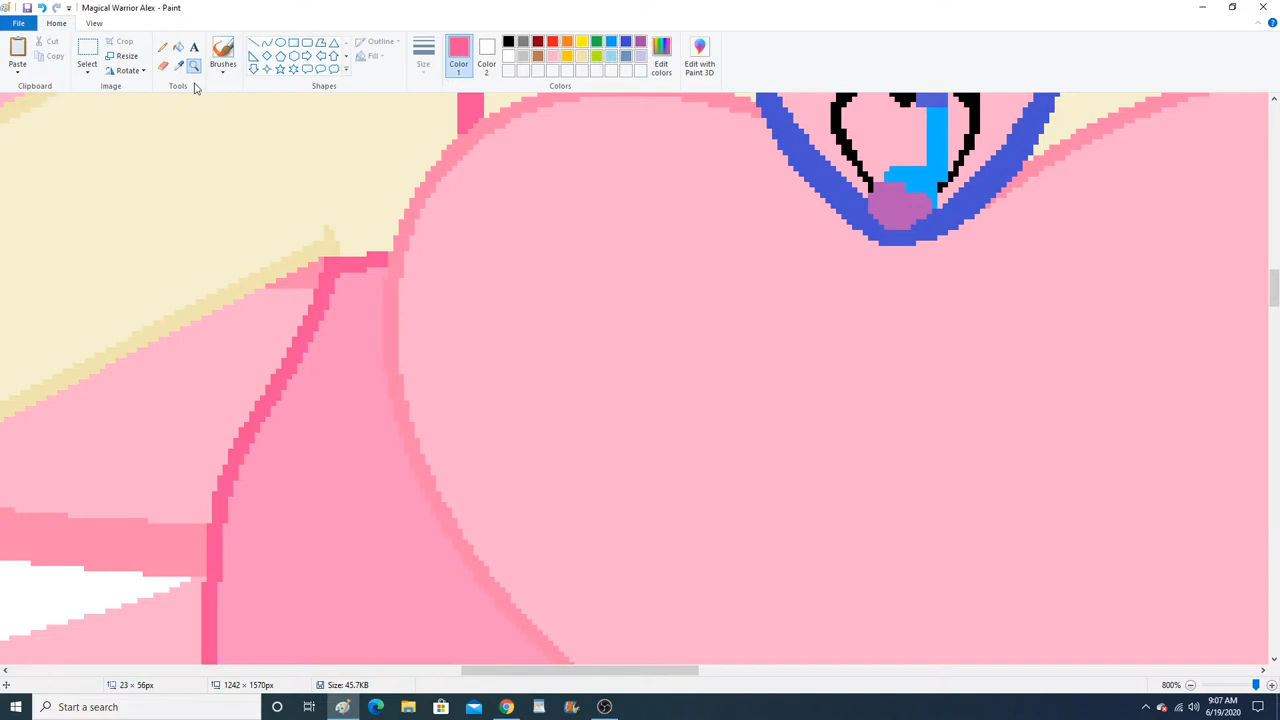 Magical Warrior Alex - Paint
File Home View
Paste Cut Copy Clipboard
Select Crop Resize Rotate Image
Tools
Brushes
Outline Fill Shapes
Size
Color 1 Color 2 Edit colors Colors
Edit with Paint 3D
23 × 56px 1242 × 1570px Size: 45.7KB 800%
Start a search
9:07 AM
6/19/2020